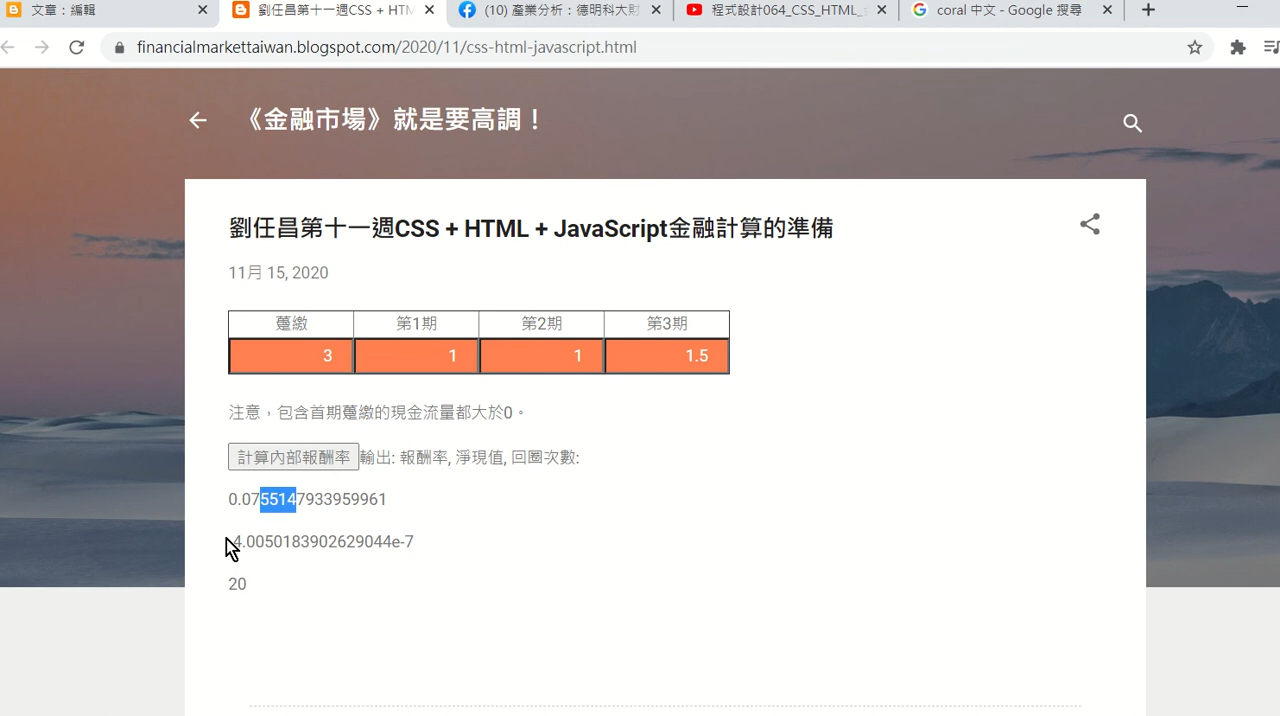 文章：編輯
劉任昌第十一週CSS + HTM
(10) 產業分析：德明科大財
程式設計064_CSS_HTML_
coral 中文 - Google 搜尋
financialmarkettaiwan.blogspot.com/2020/11/css-html-javascript.html
《金融市場》就是要高調！
劉任昌第十一週CSS + HTML + JavaScript金融計算的準備
11月 15, 2020
躉繳 第1期 第2期 第3期
3 1 1 1.5
注意，包含首期躉繳的現金流量都大於0。
計算內部報酬率輸出: 報酬率, 淨現值, 回圈次數:
0.0755147933959961
4.0050183902629044e-7
20